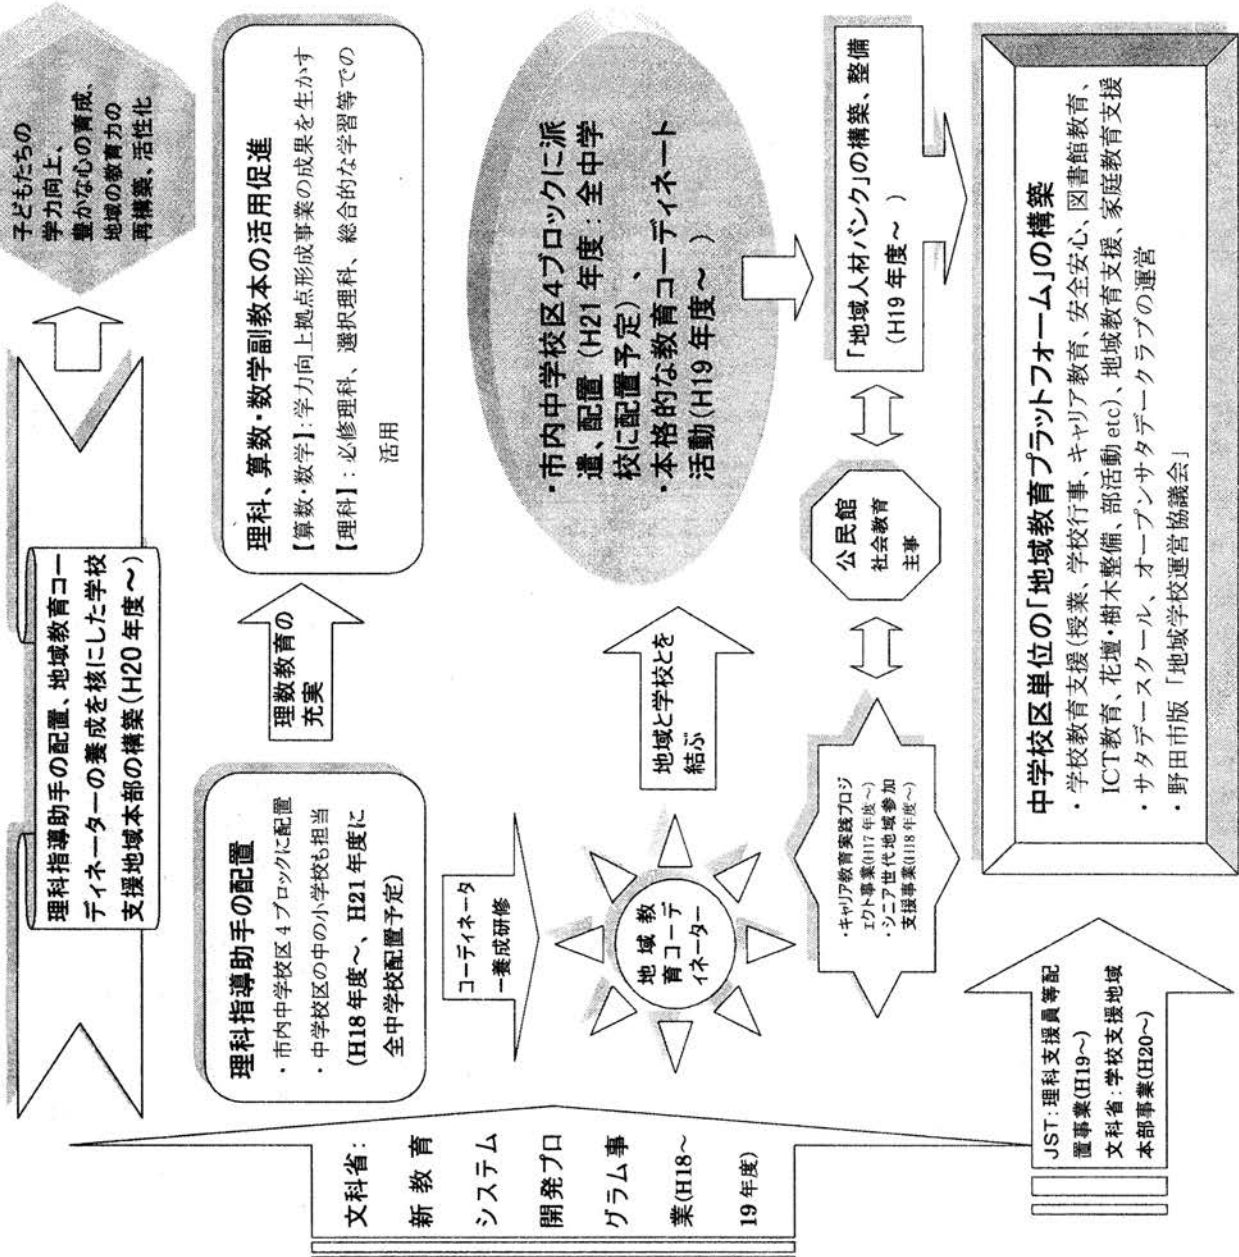 理科指導助手の配置、地域教育コー
ディネーターの養成を核にした学校
支援地域本部の構築(H20年度～)
子どもたちの
学力向上、
豊かな心の育成、
地域の教育力の
再構築、活性化
文科省:
新教育
システム
開発プロ
グラム事
業(H18～
19年度)
理科指導助手の配置
・市内中学校区4ブロックに配置
・中学校区の中の小学校も担当
(H18年度～、H21年度に
全中学校配置予定)
理数教育の
充実
理科、算数・数学副教本の活用促進
【算数・数学】:学力向上拠点形成事業の成果を生かす
【理科】:必修理科、選択理科、総合的な学習等での
活用
コーディネータ
ー養成研修
地域教
育コーデ
ィネーター
地域と学校とを
結ぶ
・市内中学校区4ブロックに派
遣、配置(H21年度:全中学
校に配置予定)、
・本格的な教育コーディネート
活動(H19年度～)
・キャリア教育実践プロジ
ェクト事業(H17年度～)
・シニア世代地域参加
支援事業(H18年度～)
公民館
社会教育
主事
「地域人材バンク」の構築、整備
(H19年度～)
JST:理科支援員等配
置事業(H19～)
文科省:学校支援地域
本部事業(H20～)
中学校区単位の「地域教育プラットフォーム」の構築
・学校教育支援(授業、学校行事、キャリア教育、安全安心、図書館教育、
ICT教育、花壇・樹木整備、部活動etc)、地域教育支援、家庭教育支援
・サタデースクール、オープンサタデークラブの運営
・野田市版「地域学校運営協議会」